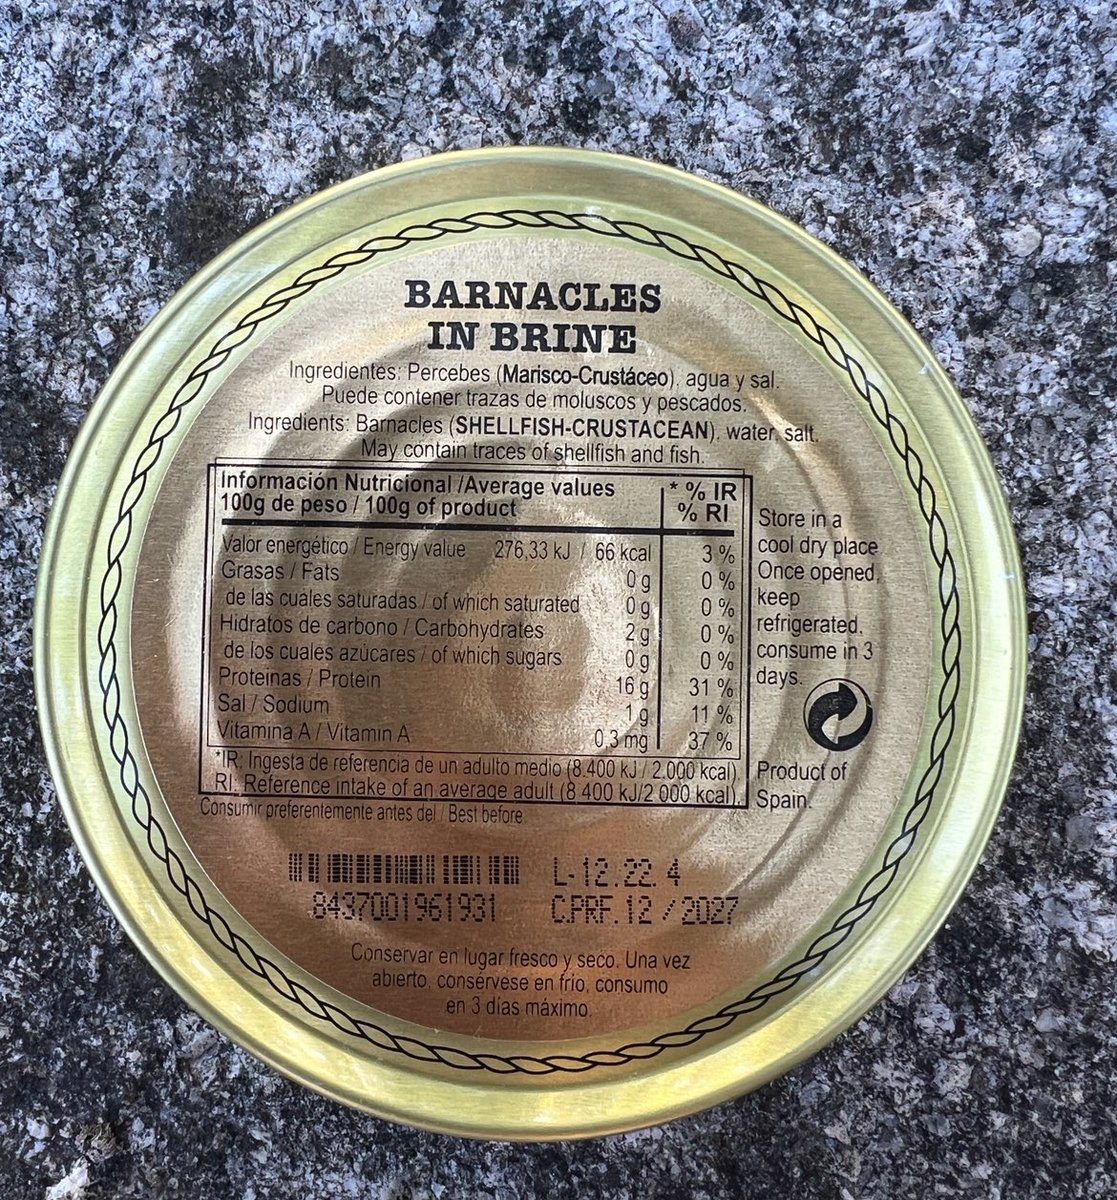 BARNACLES
IN BRINE
Ingredientes: Percebes (Marisco-Crustáceo), agua y sal.
Puede contener trazas de moluscos y pescados.
Ingredients: Barnacles (SHELLFISH-CRUSTACEAN), water, salt.
May contain traces of shellfish and fish.
Información Nutricional /Average values * % IR
100g de peso / 100g of product % RI
Valor energético / Energy value 276,33 kJ / 66 kcal 3 %
Grasas / Fats 0 g 0 %
de las cuales saturadas / of which saturated 0 g 0 %
Hidratos de carbono / Carbohydrates 2 g 0 %
de los cuales azúcares / of which sugars 0 g 0 %
Proteínas / Protein 16 g 31 %
Sal / Sodium 1 g 11 %
Vitamina A / Vitamin A 0,3 mg 37 %
*IR: Ingesta de referencia de un adulto medio (8.400 kJ / 2.000 kcal).
RI: Reference intake of an average adult (8 400 kJ/2 000 kcal).
Store in a
cool dry place.
Once opened,
keep
refrigerated,
consume in 3
days.
Product of
Spain.
Consumir preferentemente antes del / Best before
8437001961931
L-12.22.4
C.PRF. 12 / 2027
Conservar en lugar fresco y seco. Una vez
abierto, consérvese en frío, consumo
en 3 días máximo.